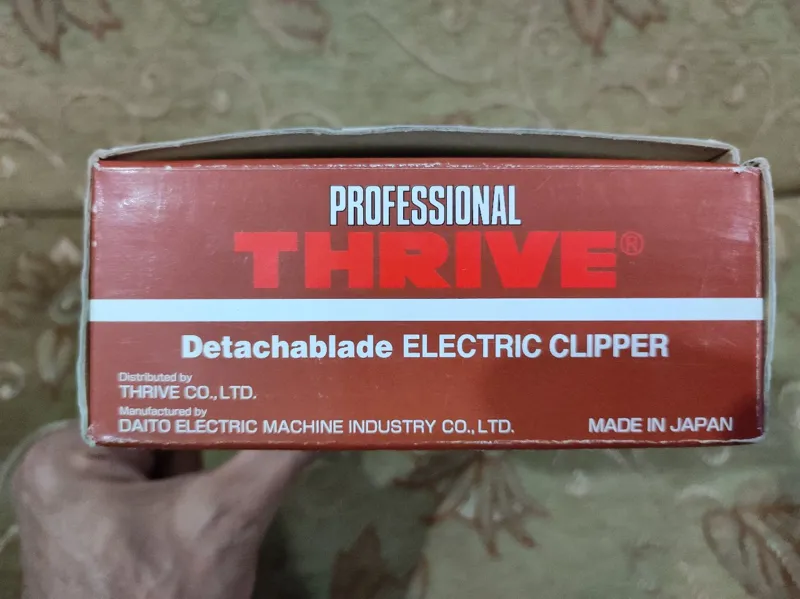 PROFESSIONAL
THRIVE®
Detachablade ELECTRIC CLIPPER
Distributed by
THRIVE CO., LTD.
Manufactured by
DAITO ELECTRIC MACHINE INDUSTRY CO., LTD.
MADE IN JAPAN